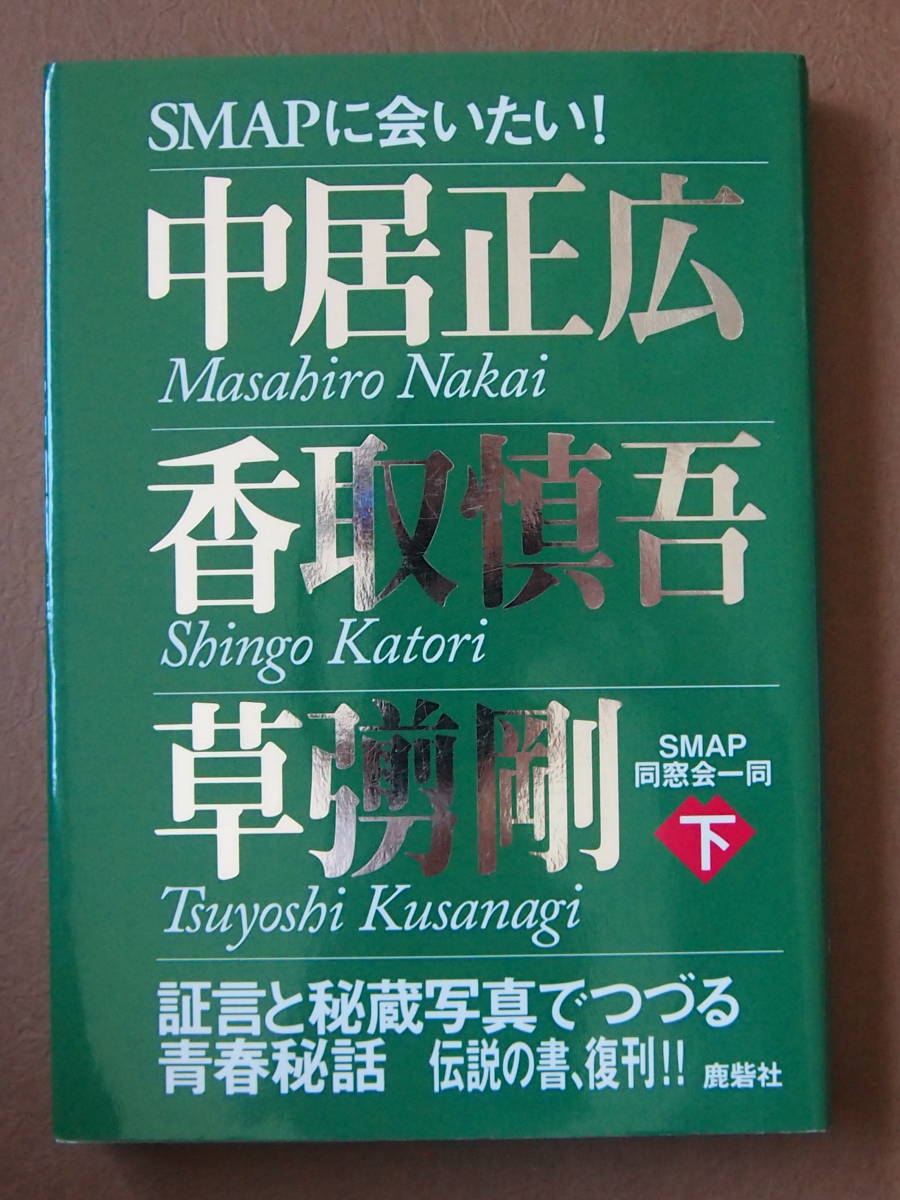 SMAPに会いたい!
中居正広
Masahiro Nakai
香取慎吾
Shingo Katori
草彅剛
Tsuyoshi Kusanagi
SMAP
同窓会一同
下
証言と秘蔵写真でつづる
青春秘話 伝説の書、復刊!!
鹿砦社